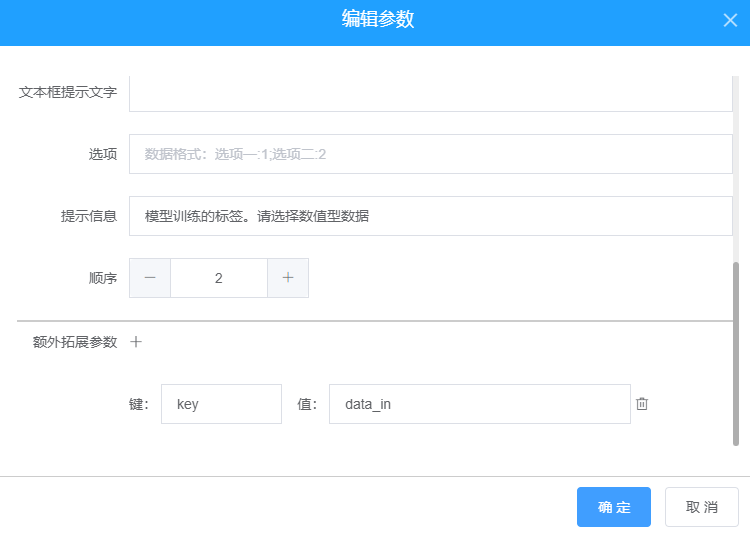 编辑参数
文本框提示文字
选项 数据格式：选项一:1;选项二:2
提示信息 模型训练的标签。请选择数值型数据
顺序 2
额外拓展参数
键： key 值： data_in
确定 取消